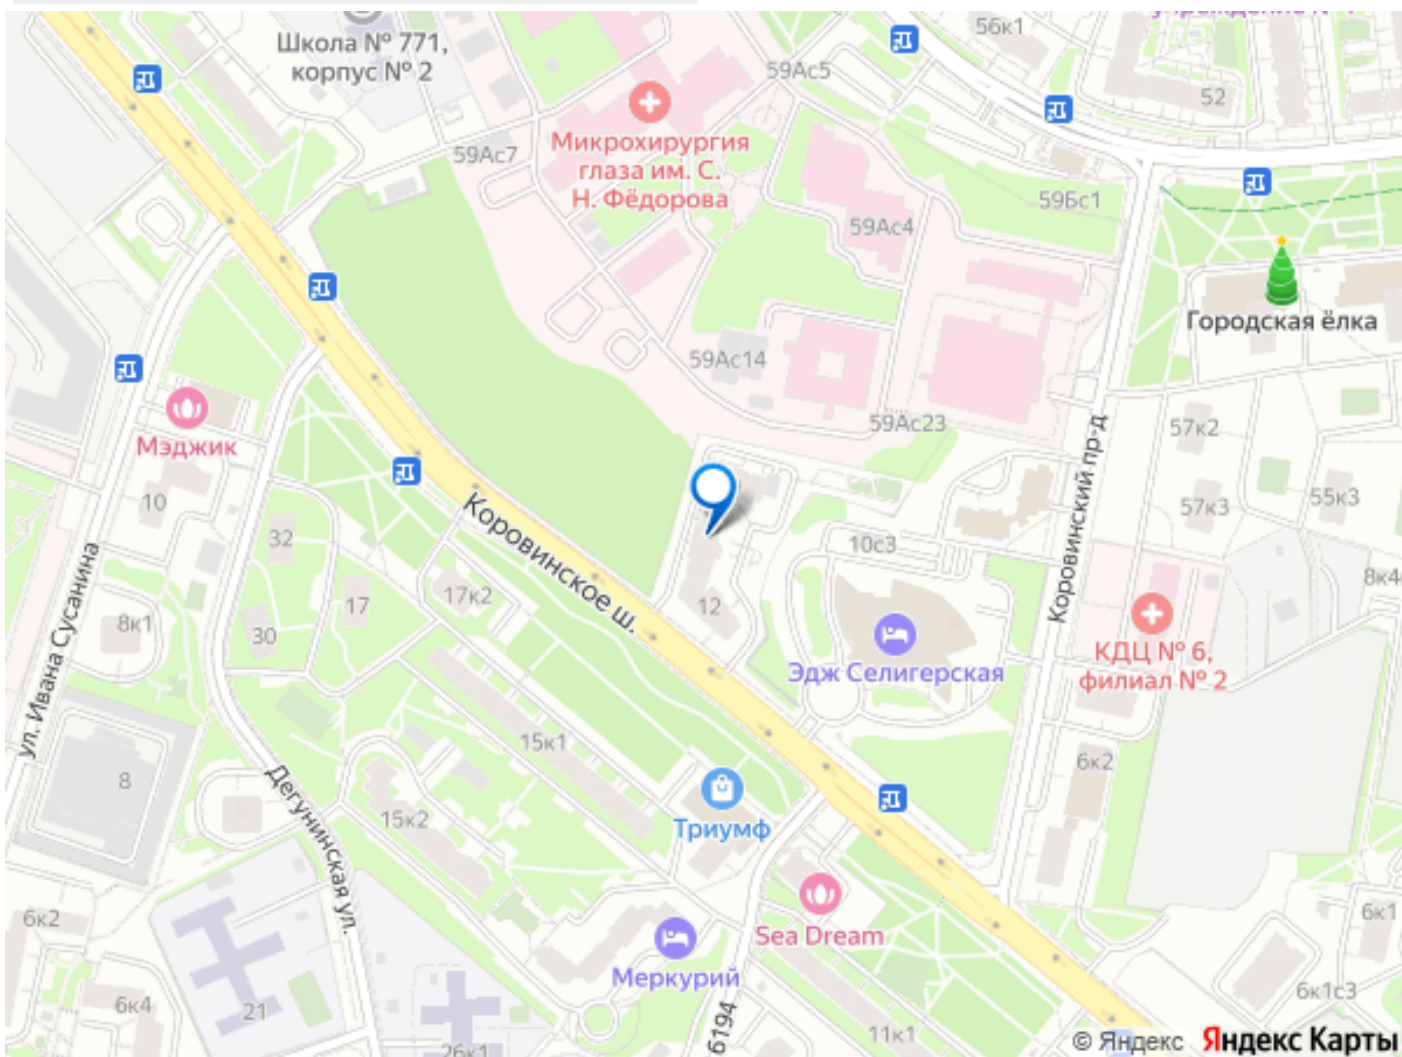 Школа № 771,
корпус № 2
56к1
59Ас5
52
Микрохирургия
глаза им. С.
Н. Фёдорова
59Ас7
59Бс1
59Ас4
Городская ёлка
59Ас14
Мэджик
59Ас23
57к2
10
Коровинский пр-д
57к3
55к3
Коровинское ш.
32
10с3
8к4
17к2
17
12
8к1
30
Эдж Селигерская
КДЦ № 6,
филиал № 2
ул. Ивана Сусанина
15к1
6к2
8
Дегунинская ул.
15к2
Триумф
6к2
6к1
Sea Dream
Меркурий
6к4
21
6к1с3
6194
11к1
26к1
© Яндекс Яндекс Карты